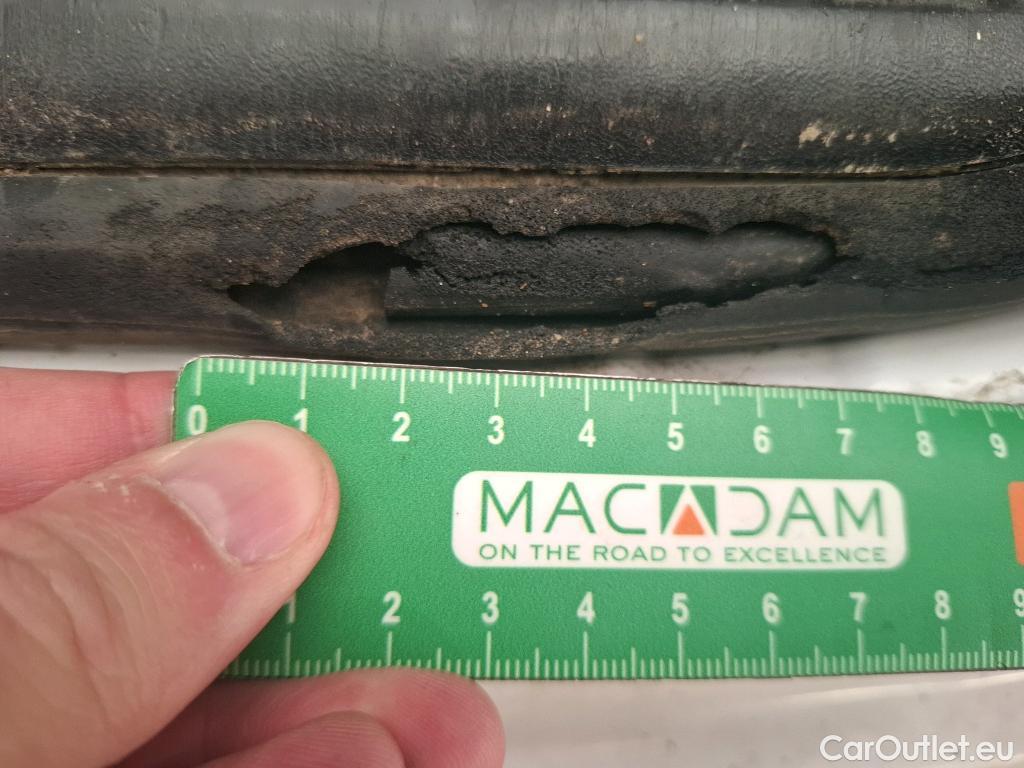 0 1 2 3 4 5 6 7 8 9
MACADAM
ON THE ROAD TO EXCELLENCE
1 2 3 4 5 6 7 8 9
CarOutlet.eu